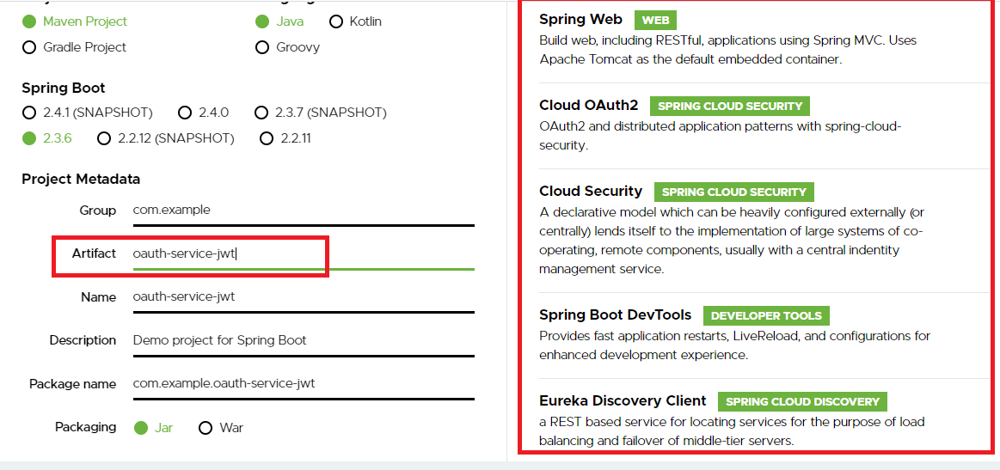 Maven Project
Java
Kotlin
Gradle Project
Groovy
Spring Boot
2.4.1 (SNAPSHOT)
2.4.0
2.3.7 (SNAPSHOT)
2.3.6
2.2.12 (SNAPSHOT)
2.2.11
Project Metadata
Group com.example
Artifact oauth-service-jwt
Name oauth-service-jwt
Description Demo project for Spring Boot
Package name com.example.oauth-service-jwt
Packaging Jar War
Spring Web WEB
Build web, including RESTful, applications using Spring MVC. Uses
Apache Tomcat as the default embedded container.
Cloud OAuth2 SPRING CLOUD SECURITY
OAuth2 and distributed application patterns with spring-cloud-
security.
Cloud Security SPRING CLOUD SECURITY
A declarative model which can be heavily configured externally (or
centrally) lends itself to the implementation of large systems of co-
operating, remote components, usually with a central indentity
management service.
Spring Boot DevTools DEVELOPER TOOLS
Provides fast application restarts, LiveReload, and configurations for
enhanced development experience.
Eureka Discovery Client SPRING CLOUD DISCOVERY
a REST based service for locating services for the purpose of load
balancing and failover of middle-tier servers.